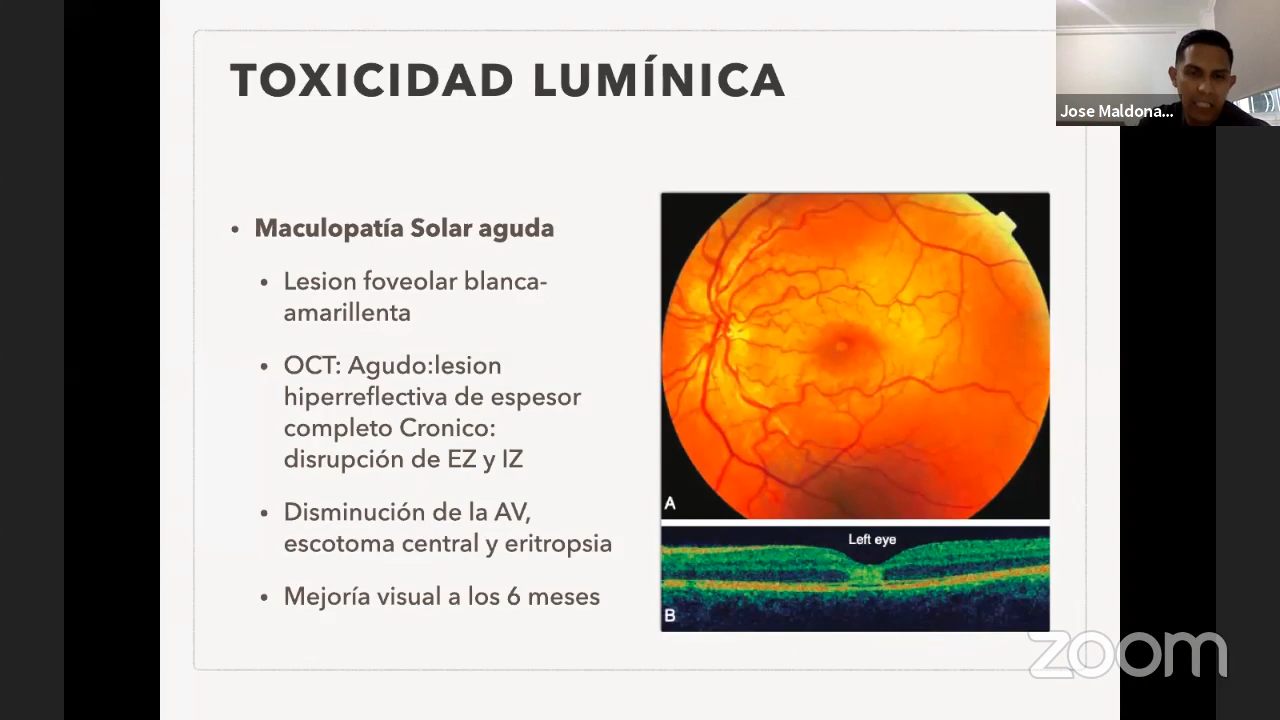 TOXICIDAD LUMÍNICA
Jose Maldona...
• Maculopatía Solar aguda
• Lesion foveolar blanca-
amarillenta
• OCT: Agudo:lesion
hiperreflectiva de espesor
completo Cronico:
disrupción de EZ y IZ
• Disminución de la AV,
escotoma central y eritropsia
• Mejoría visual a los 6 meses
A
Left eye
B
zoom